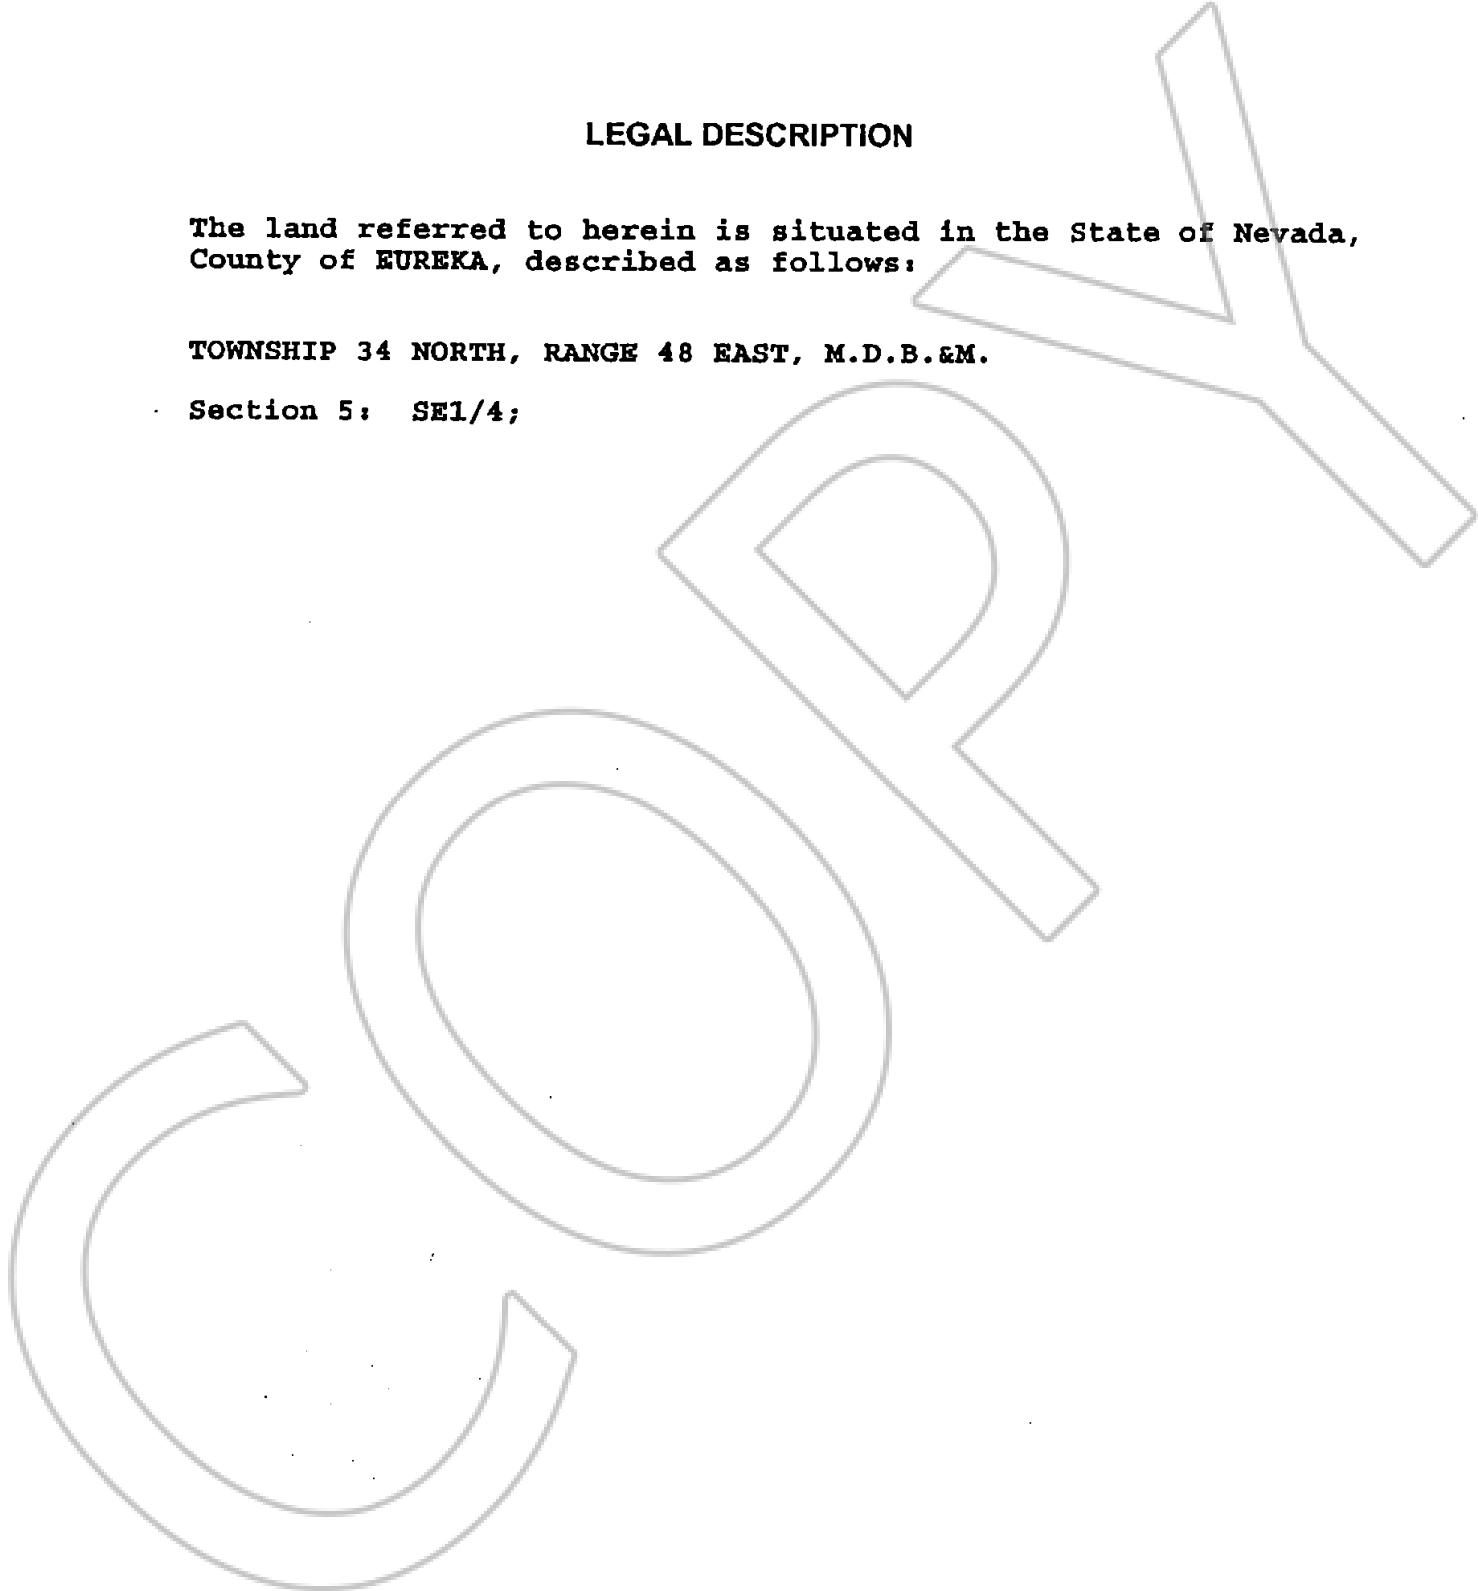 LEGAL DESCRIPTION
The land referred to herein is situated in the State of Nevada,
County of EUREKA, described as follows:
TOWNSHIP 34 NORTH, RANGE 48 EAST, M.D.B.&M.
Section 5: SE1/4;
COPY